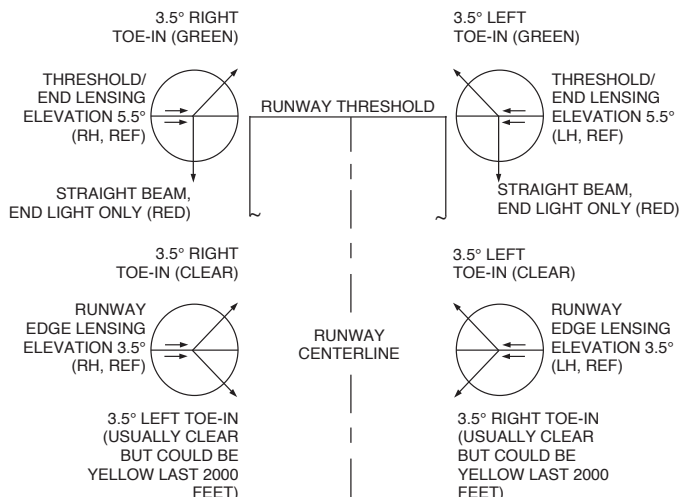 3.5° RIGHT
TOE-IN (GREEN)
3.5° LEFT
TOE-IN (GREEN)
THRESHOLD/
END LENSING
ELEVATION 5.5°
(RH, REF)
RUNWAY THRESHOLD
THRESHOLD/
END LENSING
ELEVATION 5.5°
(LH, REF)
STRAIGHT BEAM,
END LIGHT ONLY (RED)
STRAIGHT BEAM,
END LIGHT ONLY (RED)
3.5° RIGHT
TOE-IN (CLEAR)
3.5° LEFT
TOE-IN (CLEAR)
RUNWAY
EDGE LENSING
ELEVATION 3.5°
(RH, REF)
RUNWAY
CENTERLINE
RUNWAY
EDGE LENSING
ELEVATION 3.5°
(LH, REF)
3.5° LEFT TOE-IN
(USUALLY CLEAR
BUT COULD BE
YELLOW LAST 2000
FEET)
3.5° RIGHT TOE-IN
(USUALLY CLEAR
BUT COULD BE
YELLOW LAST 2000
FEET)